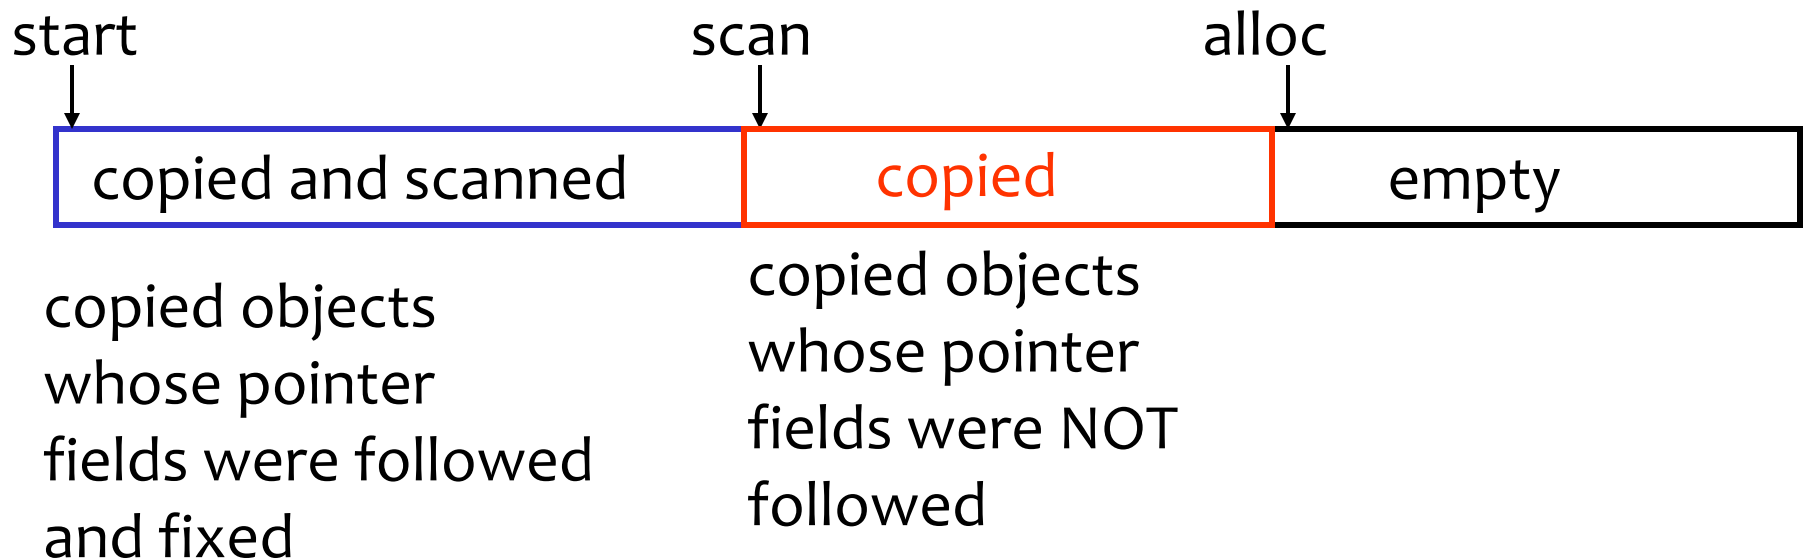 start
scan
alloc
copied and scanned
copied
empty
copied objects
whose pointer
fields were followed
and fixed
copied objects
whose pointer
fields were NOT
followed